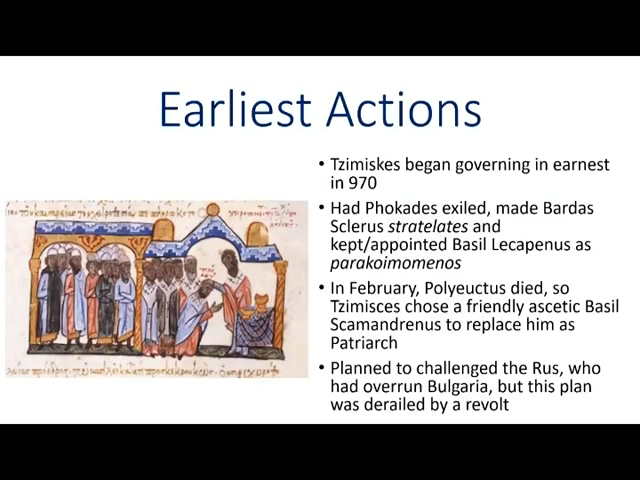 Earliest Actions
• Tzimiskes began governing in earnest
in 970
• Had Phokades exiled, made Bardas
Sclerus stratelates and
kept/appointed Basil Lecapenus as
parakoimomenos
• In February, Polyeuctus died, so
Tzimisces chose a friendly ascetic Basil
Scamandrenus to replace him as
Patriarch
• Planned to challenged the Rus, who
had overrun Bulgaria, but this plan
was derailed by a revolt